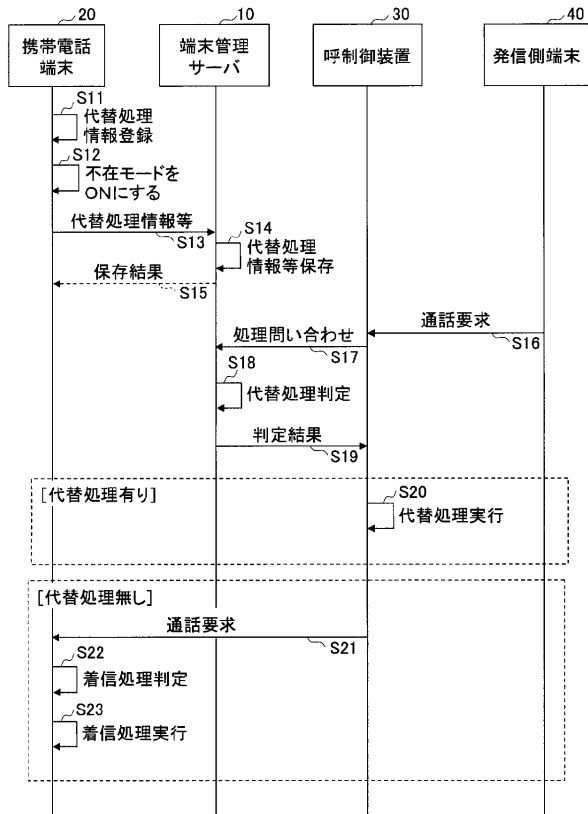 20
10
30
40
携帯電話
端末
端末管理
サーバ
呼制御装置
発信側端末
S11
代替処理
情報登録
S12
不在モードを
ONにする
代替処理情報等
S13
S14
代替処理
情報等保存
保存結果
S15
通話要求
S16
処理問い合わせ
S17
S18
代替処理判定
判定結果
S19
[代替処理有り]
S20
代替処理実行
[代替処理無し]
通話要求
S21
S22
着信処理判定
S23
着信処理実行